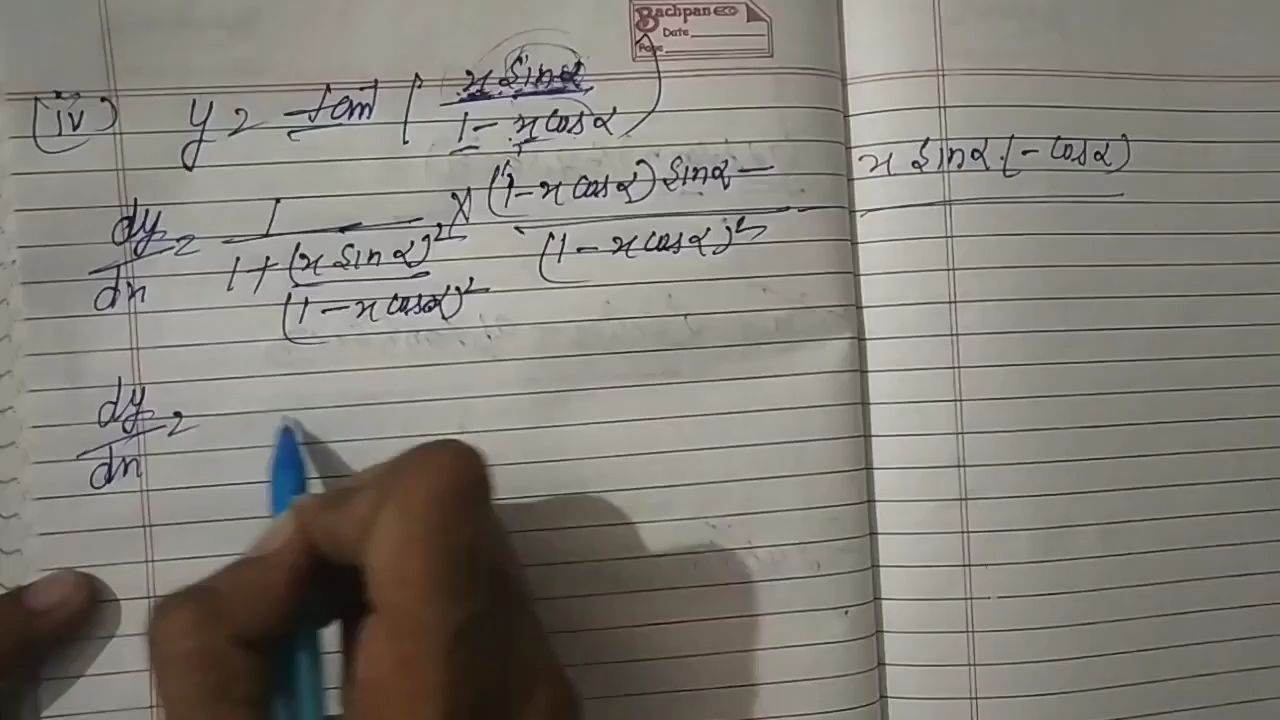 Bachpan
Date
Page
(iv) y = tan⁻¹ ( x sinα / 1 - x cosα )
dy/dx = 1 / 1 + (x sinα)² / (1 - x cosα)² × (1 - x cosα) sinα - x sinα · (- cosα) / (1 - x cosα)²
dy/dx =